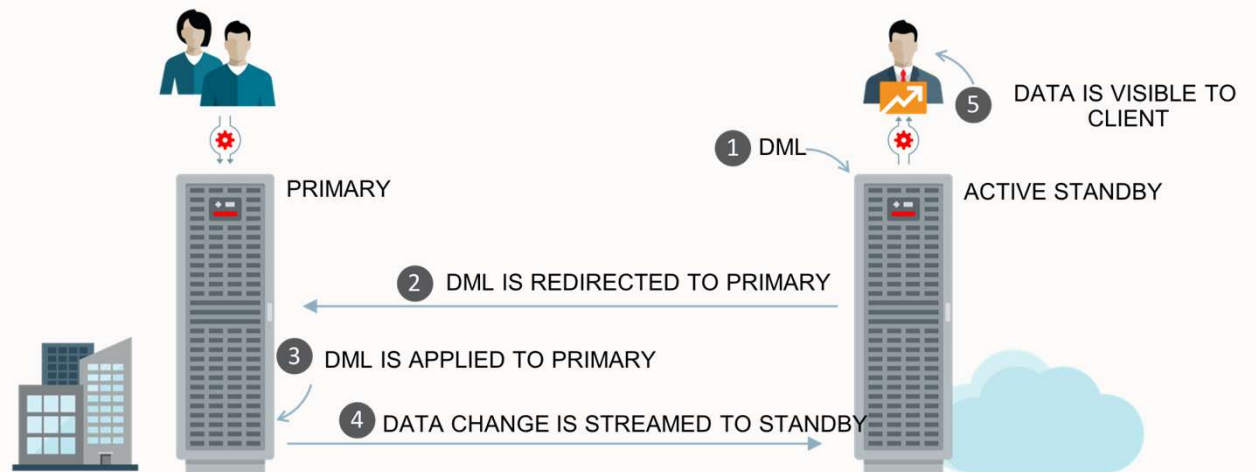 5 DATA IS VISIBLE TO
CLIENT
1 DML
PRIMARY
ACTIVE STANDBY
2 DML IS REDIRECTED TO PRIMARY
3 DML IS APPLIED TO PRIMARY
4 DATA CHANGE IS STREAMED TO STANDBY